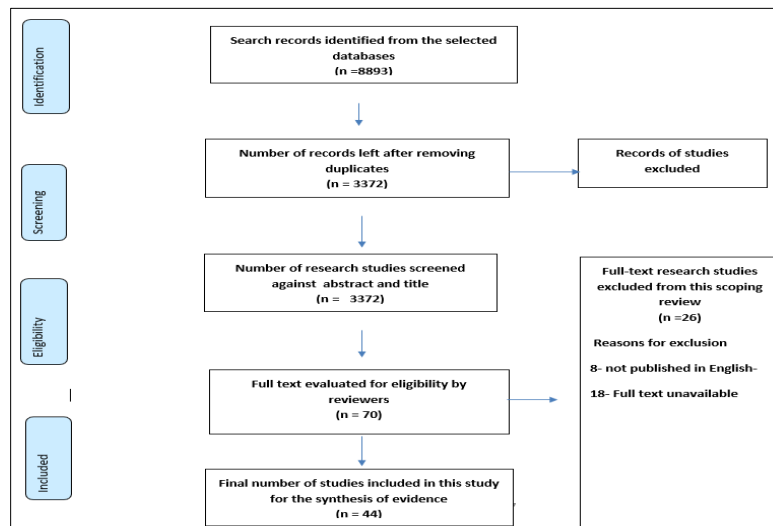 Identification
Search records identified from the selected
databases
(n =8893)
Number of records left after removing
duplicates
(n = 3372)
Records of studies
excluded
Screening
Number of research studies screened
against  abstract and title
(n =   3372)
Full-text research studies
excluded from this scoping
review
(n =26)
Reasons for exclusion
8- not published in English-
18- Full text unavailable
Eligibility
Full text evaluated for eligibility by
reviewers
(n = 70)
Included
Final number of studies included in this study
for the synthesis of evidence
(n = 44)